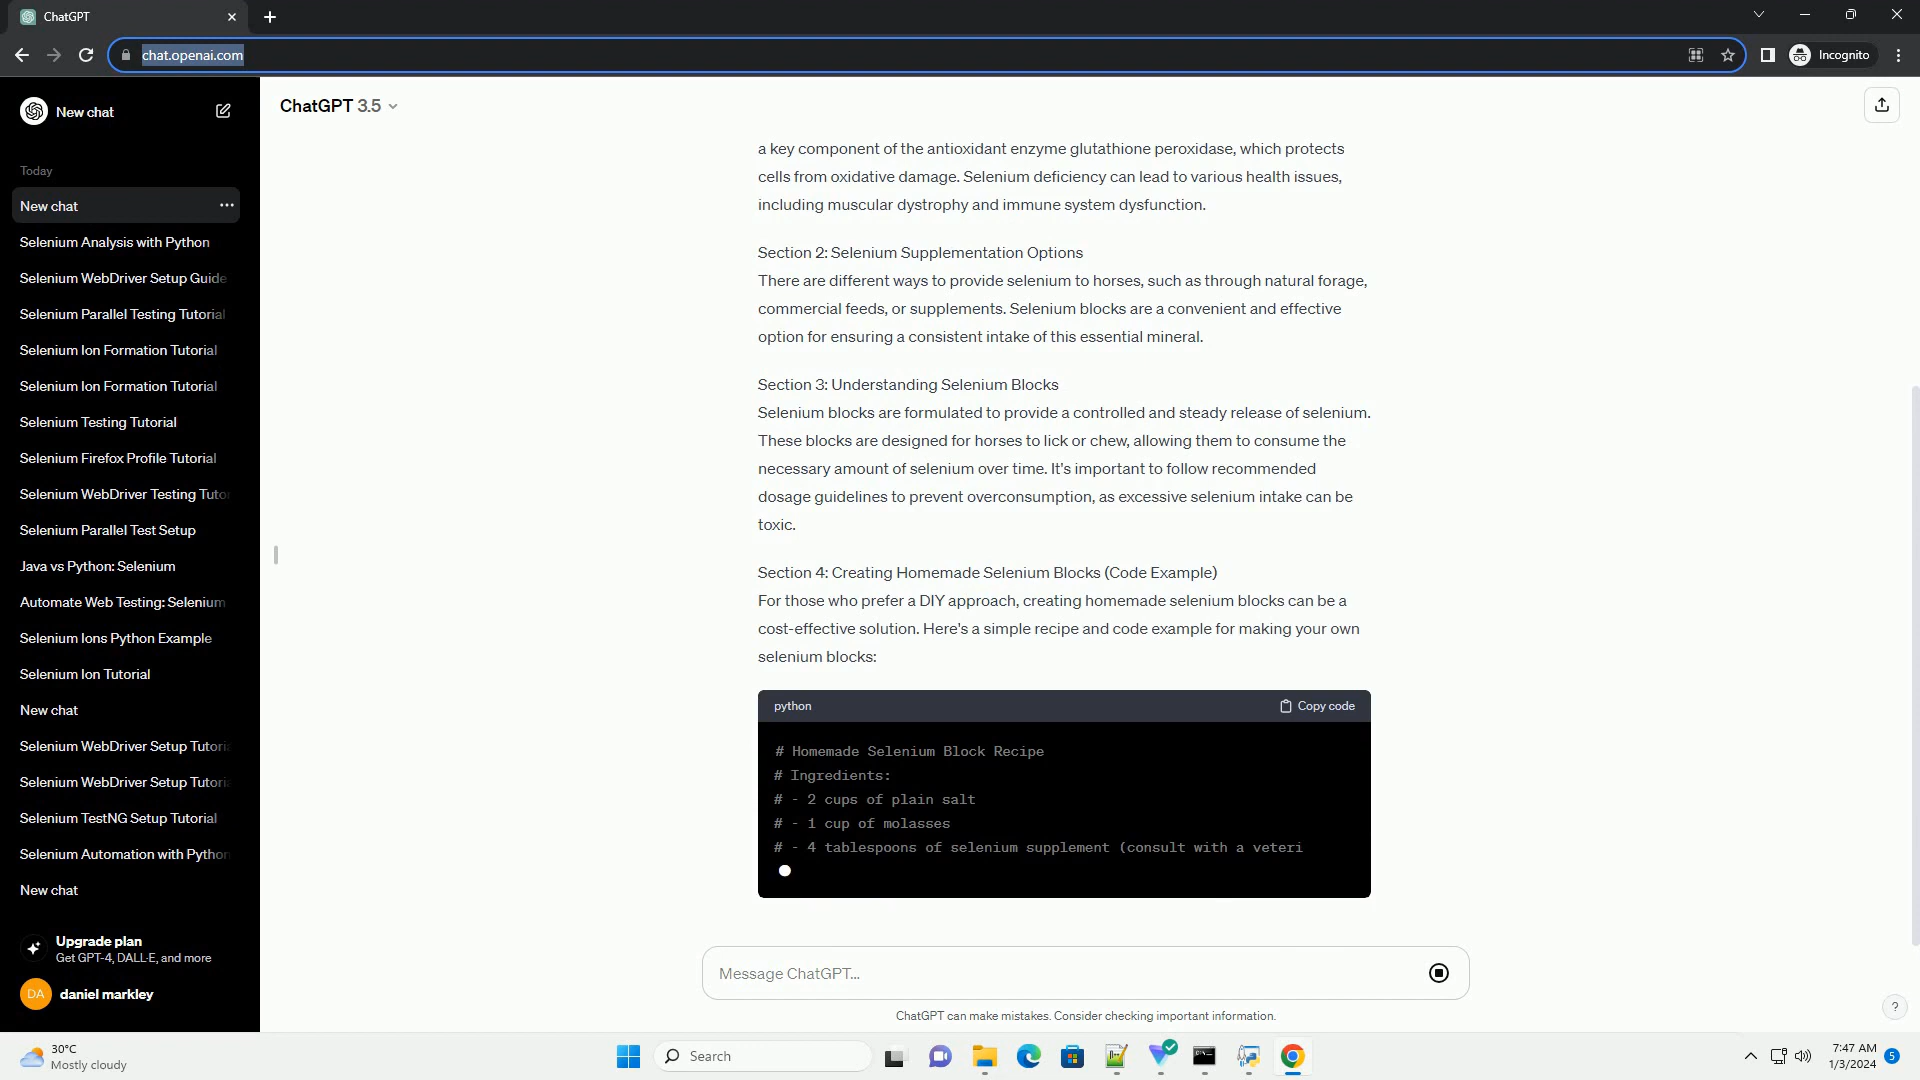 ChatGPT
chat.openai.com
Incognito
New chat
Today
New chat
Selenium Analysis with Python
Selenium WebDriver Setup Guide
Selenium Parallel Testing Tutorial
Selenium Ion Formation Tutorial
Selenium Ion Formation Tutorial
Selenium Testing Tutorial
Selenium Firefox Profile Tutorial
Selenium WebDriver Testing Tuto
Selenium Parallel Test Setup
Java vs Python: Selenium
Automate Web Testing: Selenium
Selenium Ions Python Example
Selenium Ion Tutorial
New chat
Selenium WebDriver Setup Tutori
Selenium WebDriver Setup Tutori
Selenium TestNG Setup Tutorial
Selenium Automation with Python
New chat
Upgrade plan
Get GPT-4, DALL·E, and more
DA
daniel markley
ChatGPT 3.5
a key component of the antioxidant enzyme glutathione peroxidase, which protects
cells from oxidative damage. Selenium deficiency can lead to various health issues,
including muscular dystrophy and immune system dysfunction.
Section 2: Selenium Supplementation Options
There are different ways to provide selenium to horses, such as through natural forage,
commercial feeds, or supplements. Selenium blocks are a convenient and effective
option for ensuring a consistent intake of this essential mineral.
Section 3: Understanding Selenium Blocks
Selenium blocks are formulated to provide a controlled and steady release of selenium.
These blocks are designed for horses to lick or chew, allowing them to consume the
necessary amount of selenium over time. It's important to follow recommended
dosage guidelines to prevent overconsumption, as excessive selenium intake can be
toxic.
Section 4: Creating Homemade Selenium Blocks (Code Example)
For those who prefer a DIY approach, creating homemade selenium blocks can be a
cost-effective solution. Here's a simple recipe and code example for making your own
selenium blocks:
python
Copy code
# Homemade Selenium Block Recipe
# Ingredients:
# - 2 cups of plain salt
# - 1 cup of molasses
# - 4 tablespoons of selenium supplement (consult with a veteri
Message ChatGPT...
ChatGPT can make mistakes. Consider checking important information.
?
30°C
Mostly cloudy
Search
7:47 AM
1/3/2024
5